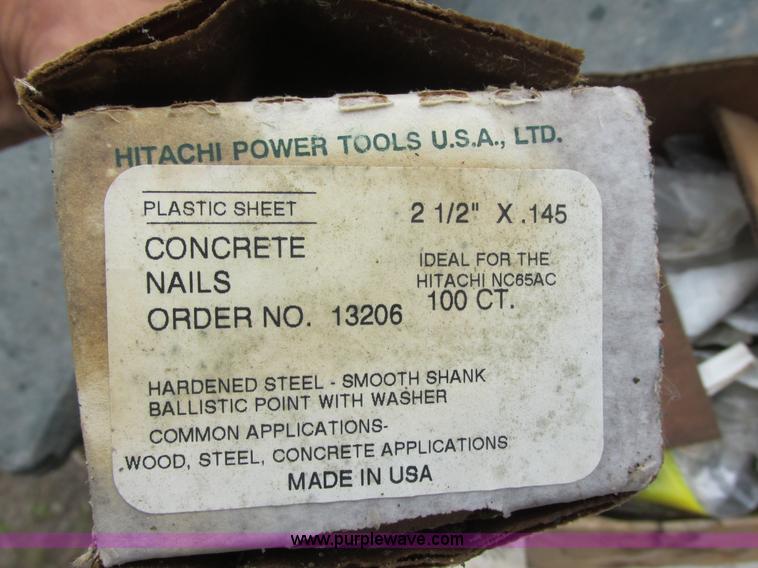 HITACHI POWER TOOLS U.S.A., LTD.
PLASTIC SHEET
2 1/2" X .145
CONCRETE
NAILS
ORDER NO. 13206
IDEAL FOR THE
HITACHI NC65AC
100 CT.
HARDENED STEEL - SMOOTH SHANK
BALLISTIC POINT WITH WASHER
COMMON APPLICATIONS-
WOOD, STEEL, CONCRETE APPLICATIONS
MADE IN USA
www.purplewave.com